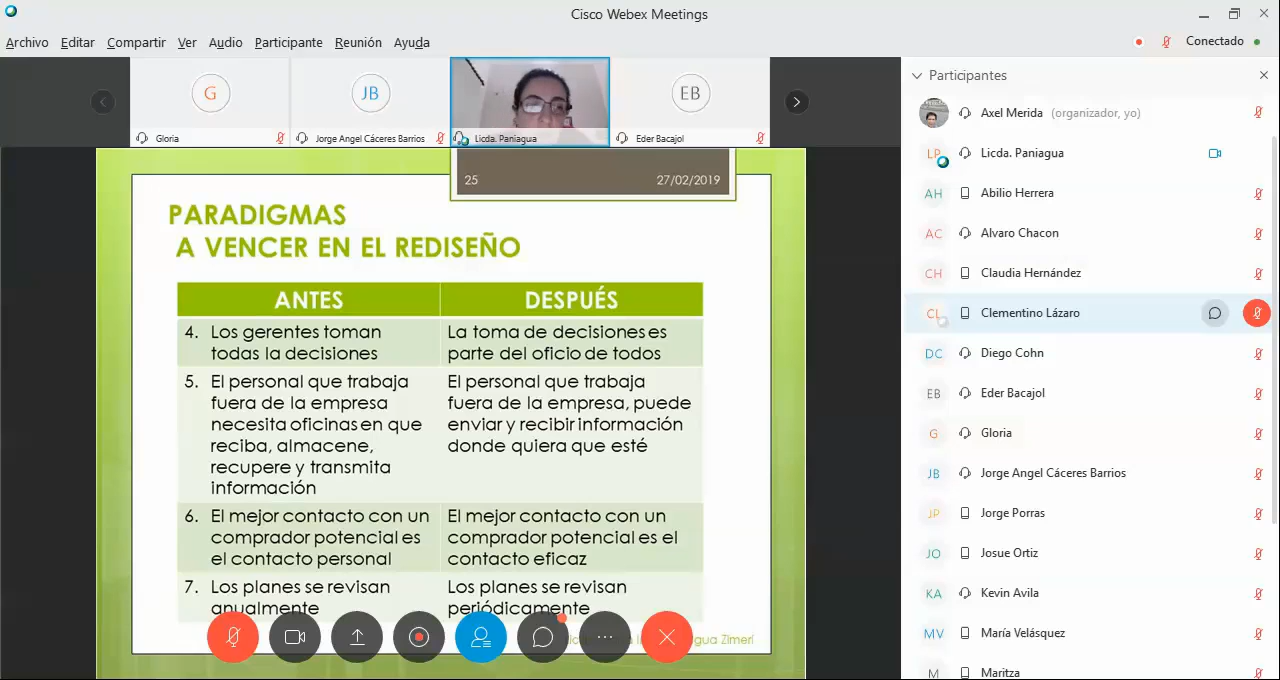 Cisco Webex Meetings
Archivo Editar Compartir Ver Audio Participante Reunión Ayuda
Conectado
G
Gloria
JB
Jorge Angel Cáceres Barrios
Licda. Paniagua
EB
Eder Bacajol
25 27/02/2019
PARADIGMAS
A VENCER EN EL REDISEÑO
ANTES DESPUÉS
4. Los gerentes toman
todas la decisiones
La toma de decisiones es
parte del oficio de todos
5. El personal que trabaja
fuera de la empresa
necesita oficinas en que
reciba, almacene,
recupere y transmita
información
El personal que trabaja
fuera de la empresa, puede
enviar y recibir información
donde quiera que esté
6. El mejor contacto con un
comprador potencial es
el contacto personal
El mejor contacto con un
comprador potencial es el
contacto eficaz
7. Los planes se revisan
anualmente
Los planes se revisan
periódicamente
Zimeri
Participantes
Axel Merida (organizador, yo)
LP Licda. Paniagua
AH Abilio Herrera
AC Alvaro Chacon
CH Claudia Hernández
CL Clementino Lázaro
DC Diego Cohn
EB Eder Bacajol
G Gloria
JB Jorge Angel Cáceres Barrios
JP Jorge Porras
JO Josue Ortiz
KA Kevin Avila
MV María Velásquez
M Maritza